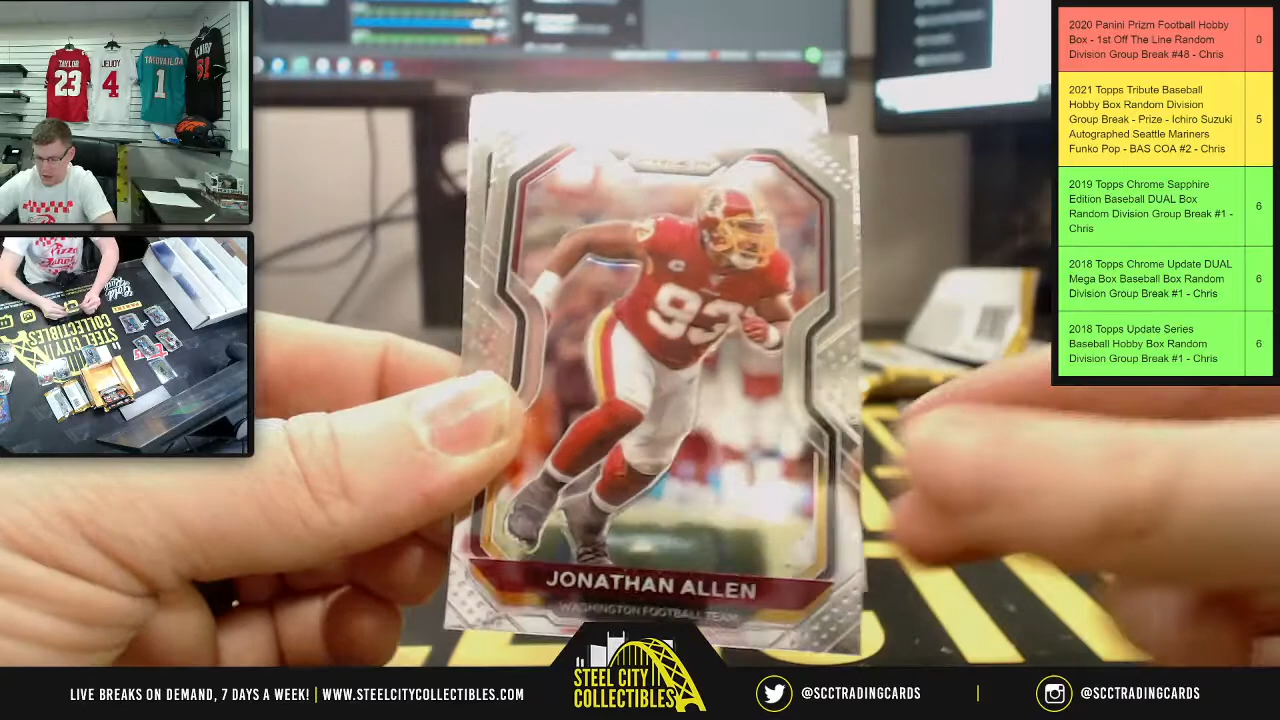 TAYLOR
23
JEUDY
4
TAGOVAILOA
1
2020 Panini Prizm Football Hobby
Box - 1st Off The Line Random
Division Group Break #48 - Chris
0
2021 Topps Tribute Baseball
Hobby Box Random Division
Group Break - Prize - Ichiro Suzuki
Autographed Seattle Mariners
Funko Pop - BAS COA #2 - Chris
5
2019 Topps Chrome Sapphire
Edition Baseball DUAL Box
Random Division Group Break #1 -
Chris
6
2018 Topps Chrome Update DUAL
Mega Box Baseball Box Random
Division Group Break #1 - Chris
6
2018 Topps Update Series
Baseball Hobby Box Random
Division Group Break #1 - Chris
6
STEEL CITY
COLLECTIBLES
93
JONATHAN ALLEN
WASHINGTON FOOTBALL TEAM
LIVE BREAKS ON DEMAND, 7 DAYS A WEEK! | WWW.STEELCITYCOLLECTIBLES.COM
STEEL CITY
COLLECTIBLES
@SCCTRADINGCARDS
@SCCTRADINGCARDS